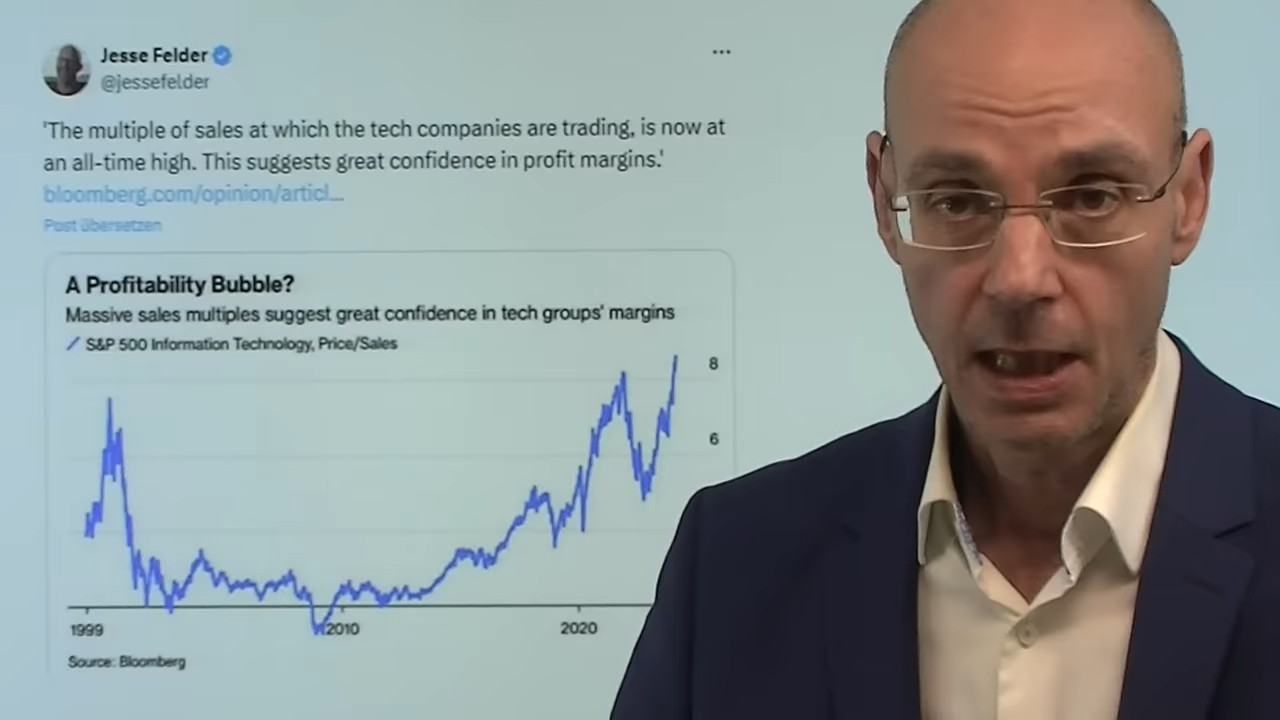 Jesse Felder
@jessefelder
'The multiple of sales at which the tech companies are trading, is now at
an all-time high. This suggests great confidence in profit margins.'
bloomberg.com/opinion/articl...
Post übersetzen
A Profitability Bubble?
Massive sales multiples suggest great confidence in tech groups' margins
S&P 500 Information Technology, Price/Sales
8
6
1999 2010 2020
Source: Bloomberg